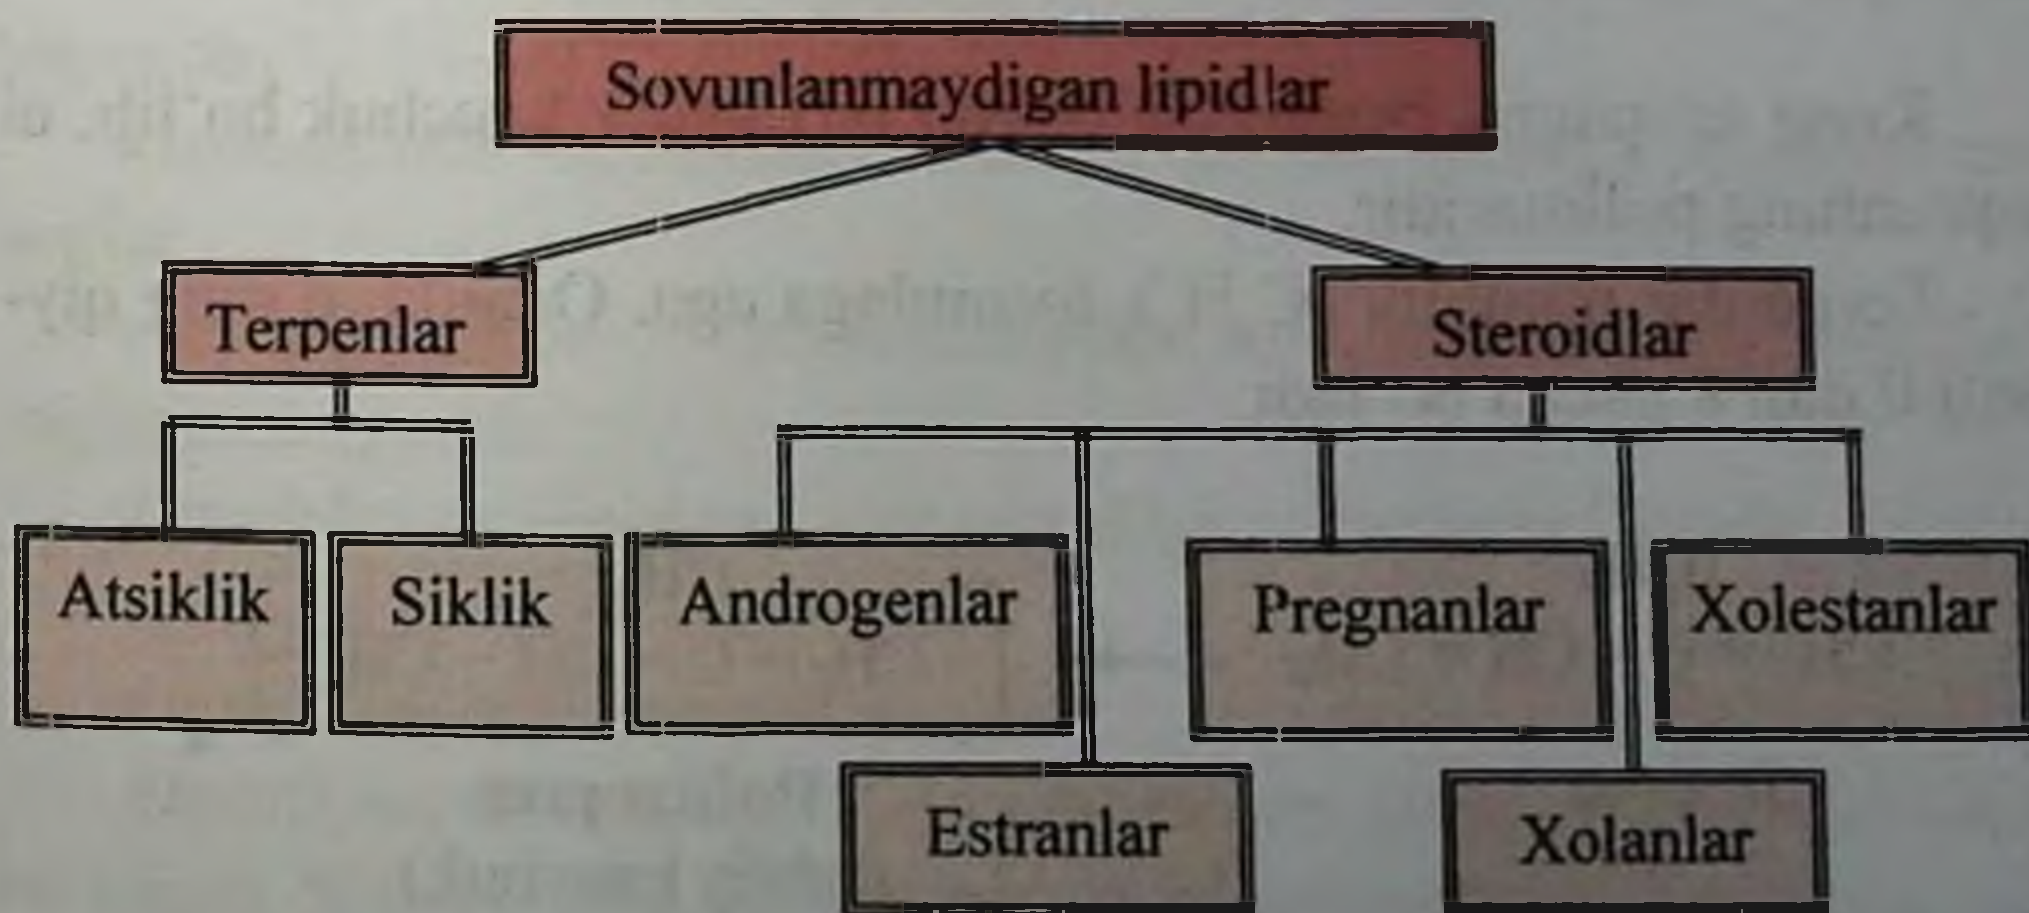 Sovunlanmaydigan lipidlar
Terpenlar
Steroidlar
Atsiklik
Siklik
Androgenlar
Pregnanlar
Xolestanlar
Estranlar
Xolanlar